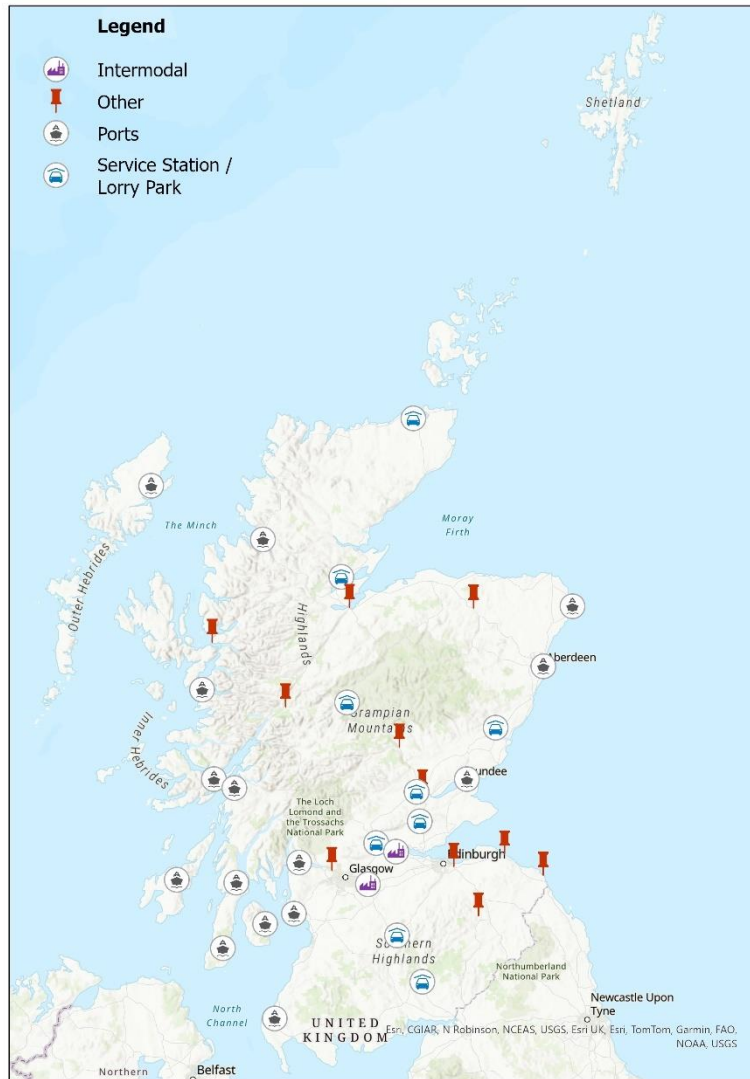 Legend
Intermodal
Other
Ports
Service Station /
Lorry Park
Shetland
The Minch
Moray
Firth
Outer Hebrides
Highlands
Aberdeen
Inner Hebrides
Grampian
Mountains
undee
The Loch
Lomond and
the Trossachs
National Park
Edinburgh
Glasgow
Southern
Highlands
Northumberland
National Park
North
Channel
Newcastle Upon
Tyne
UNITED
KINGDOM
Esri, CGIAR, N Robinson, NCEAS, USGS, Esri UK, Esri, TomTom, Garmin, FAO,
NOAA, USGS
Northern
Belfast